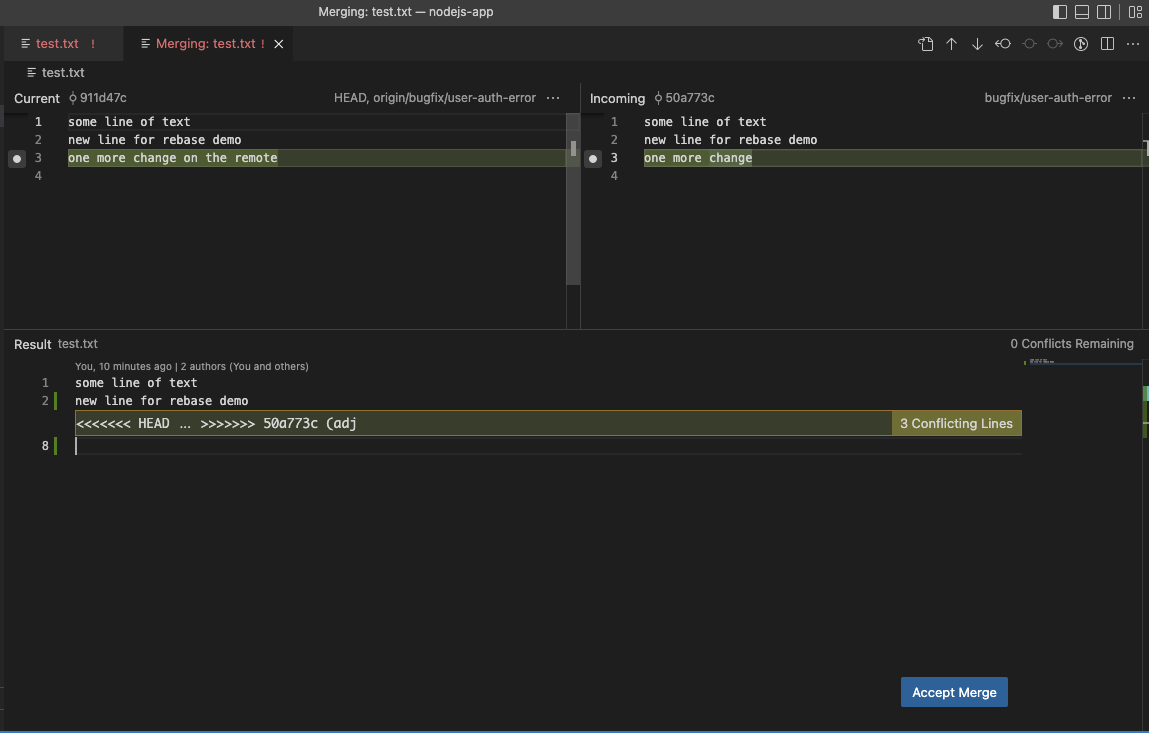 Merging: test.txt — nodejs-app
test.txt !
Merging: test.txt !
test.txt
Current 911d47c HEAD, origin/bugfix/user-auth-error ...
1 some line of text
2 new line for rebase demo
3 one more change on the remote
4
Incoming 50a773c bugfix/user-auth-error ...
1 some line of text
2 new line for rebase demo
3 one more change
4
Result test.txt 0 Conflicts Remaining
You, 10 minutes ago | 2 authors (You and others)
1 some line of text
2 new line for rebase demo
<<<<<<< HEAD ... >>>>>>> 50a773c (adj 3 Conflicting Lines
8
Accept Merge